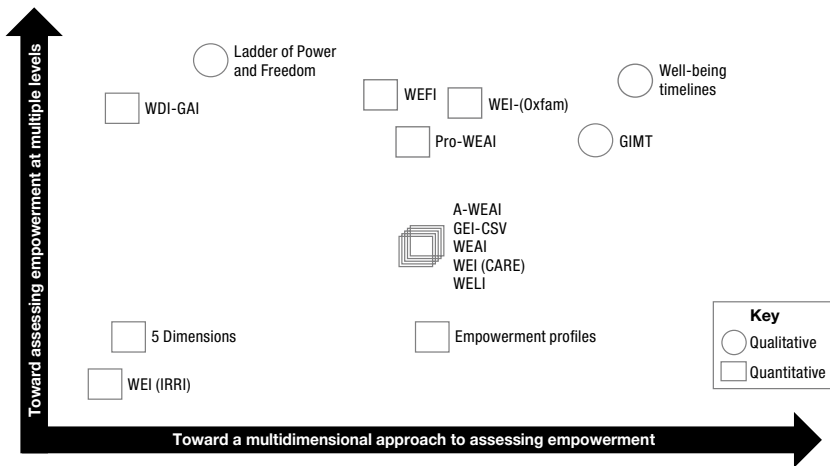 Toward assessing empowerment at multiple levels
Ladder of Power
and Freedom
Well-being
timelines
WDI-GAI
WEFI
WEI-(Oxfam)
Pro-WEAI
GIMT
A-WEAI
GEI-CSV
WEAI
WEI (CARE)
WELI
5 Dimensions
Empowerment profiles
WEI (IRRI)
Key
Qualitative
Quantitative
Toward a multidimensional approach to assessing empowerment